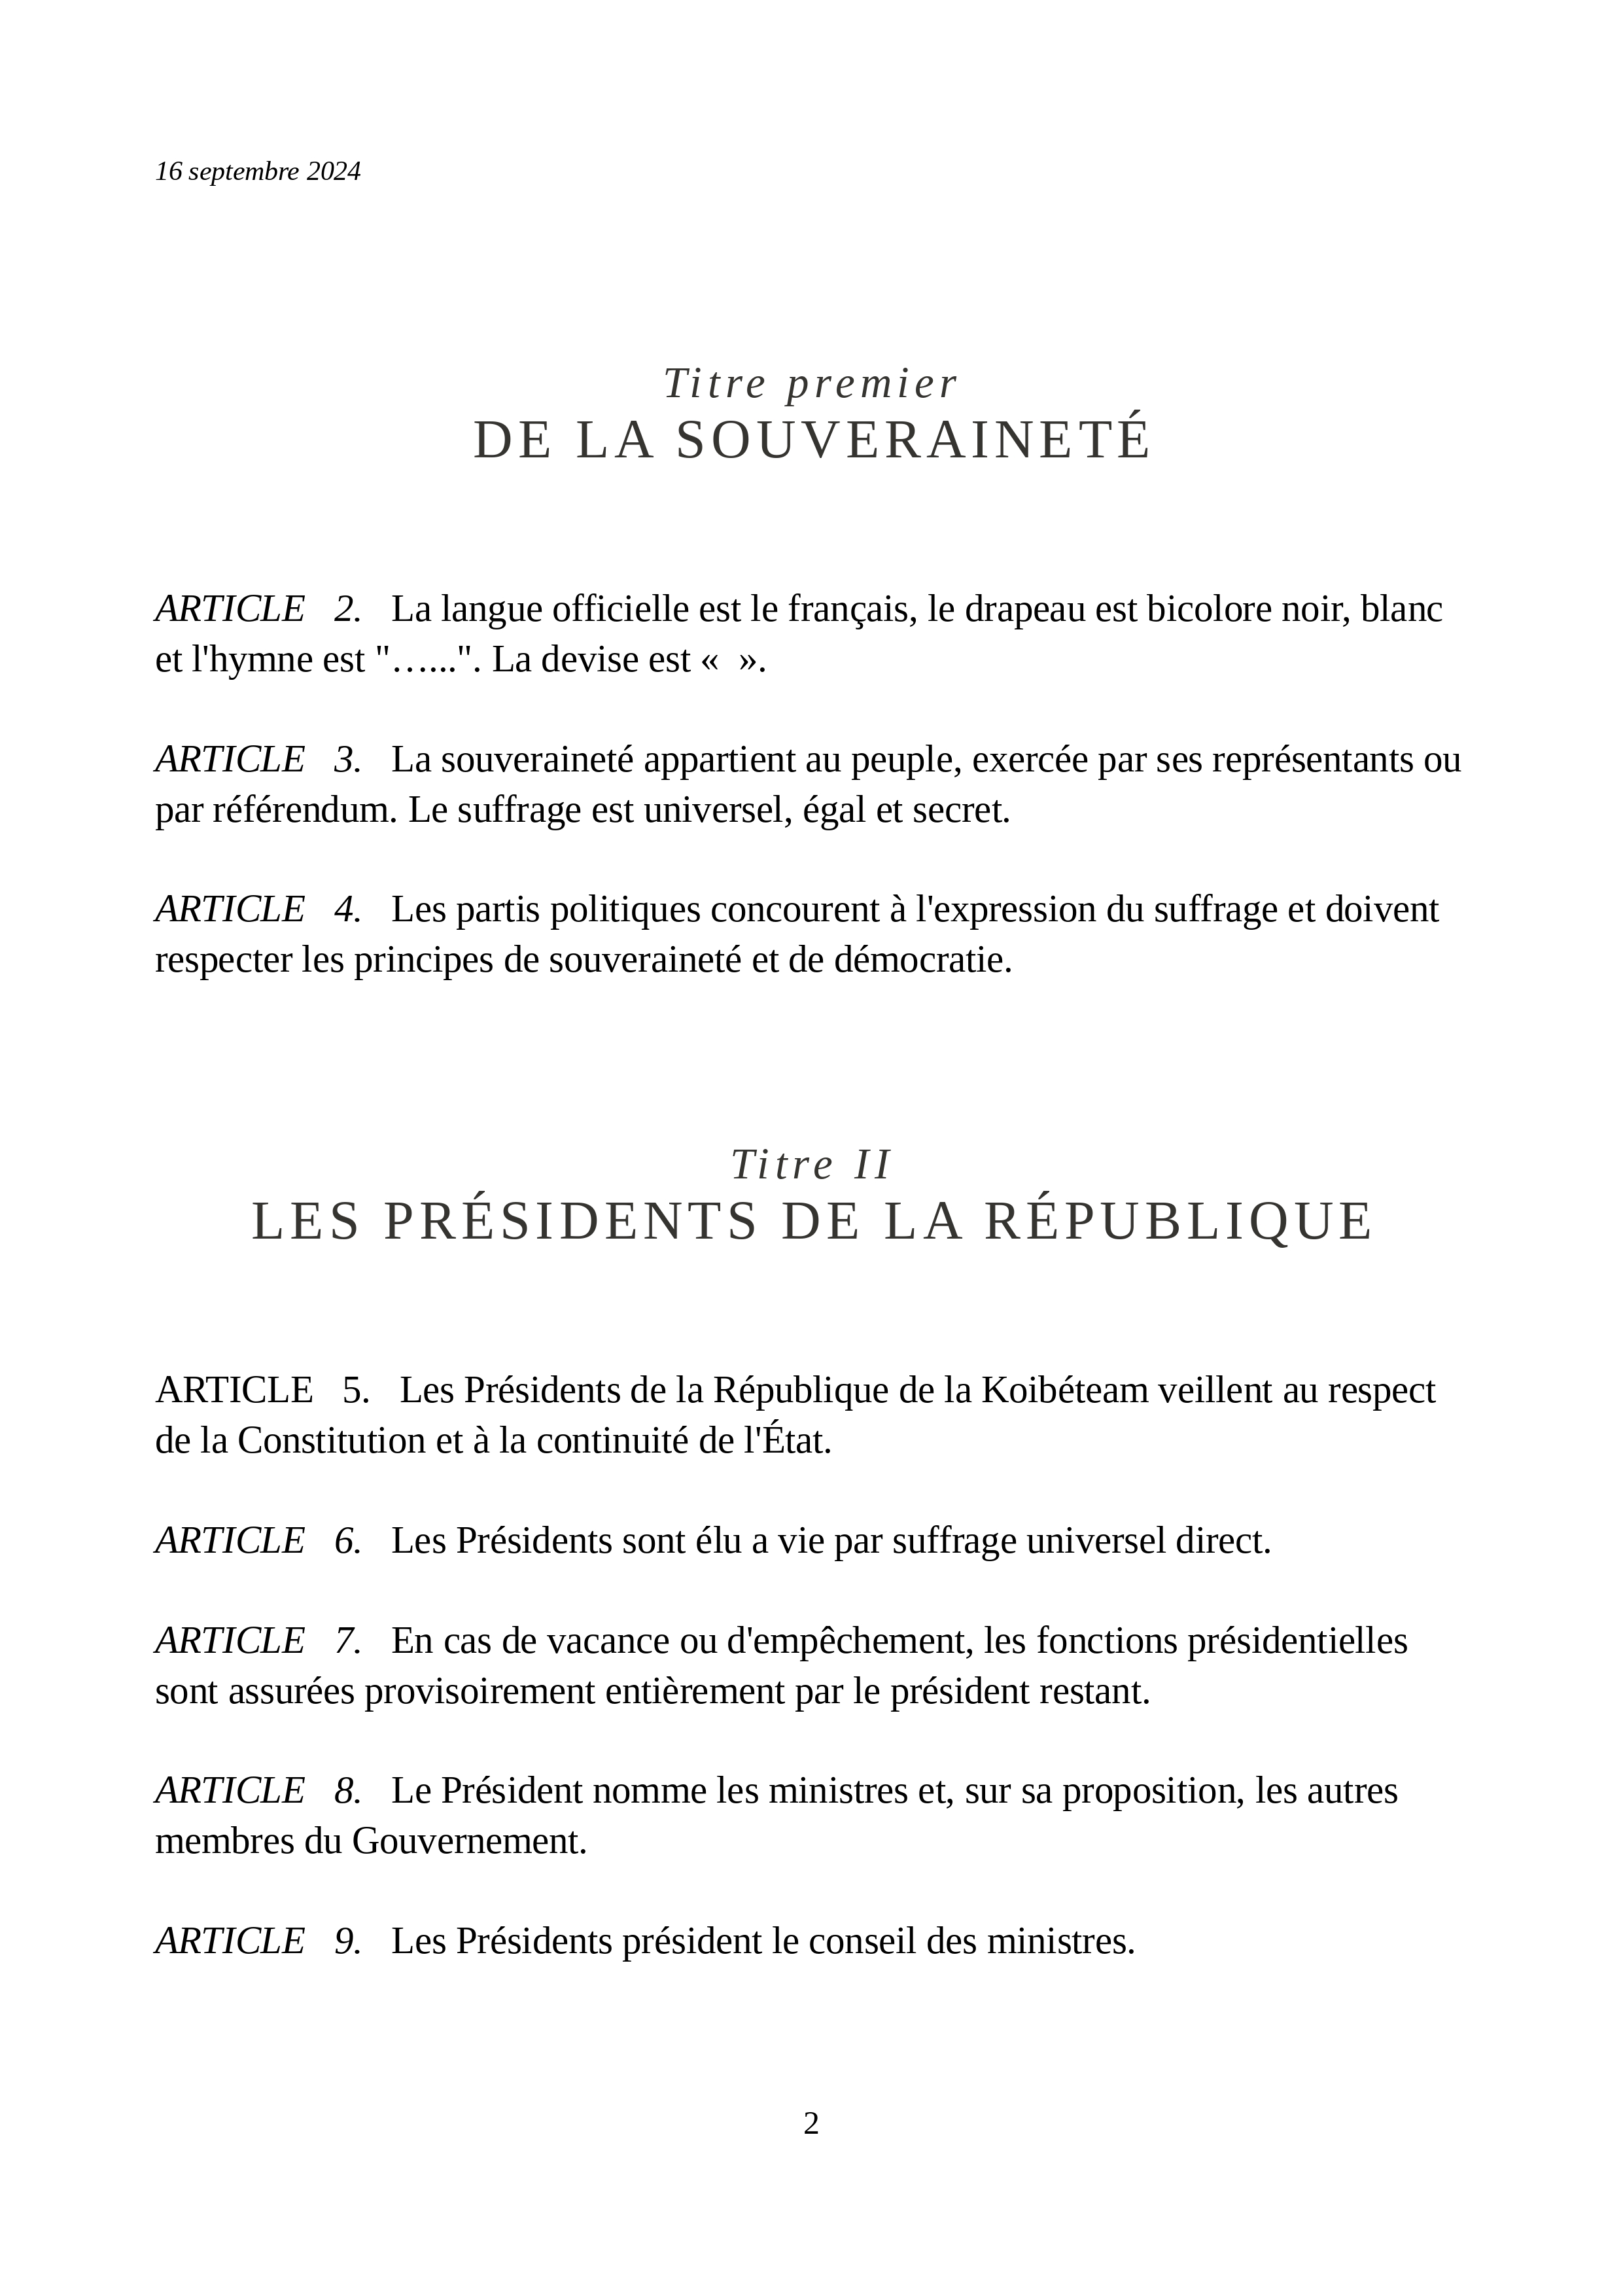 16 septembre 2024
Titre premier
DE LA SOUVERAINETÉ
ARTICLE 2. La langue officielle est le français, le drapeau est bicolore noir, blanc
et l'hymne est "…...". La devise est «  ».
ARTICLE 3. La souveraineté appartient au peuple, exercée par ses représentants ou
par référendum. Le suffrage est universel, égal et secret.
ARTICLE 4. Les partis politiques concourent à l'expression du suffrage et doivent
respecter les principes de souveraineté et de démocratie.
Titre II
LES PRÉSIDENTS DE LA RÉPUBLIQUE
ARTICLE 5. Les Présidents de la République de la Koibéteam veillent au respect
de la Constitution et à la continuité de l'État.
ARTICLE 6. Les Présidents sont élu a vie par suffrage universel direct.
ARTICLE 7. En cas de vacance ou d'empêchement, les fonctions présidentielles
sont assurées provisoirement entièrement par le président restant.
ARTICLE 8. Le Président nomme les ministres et, sur sa proposition, les autres
membres du Gouvernement.
ARTICLE 9. Les Présidents président le conseil des ministres.
2